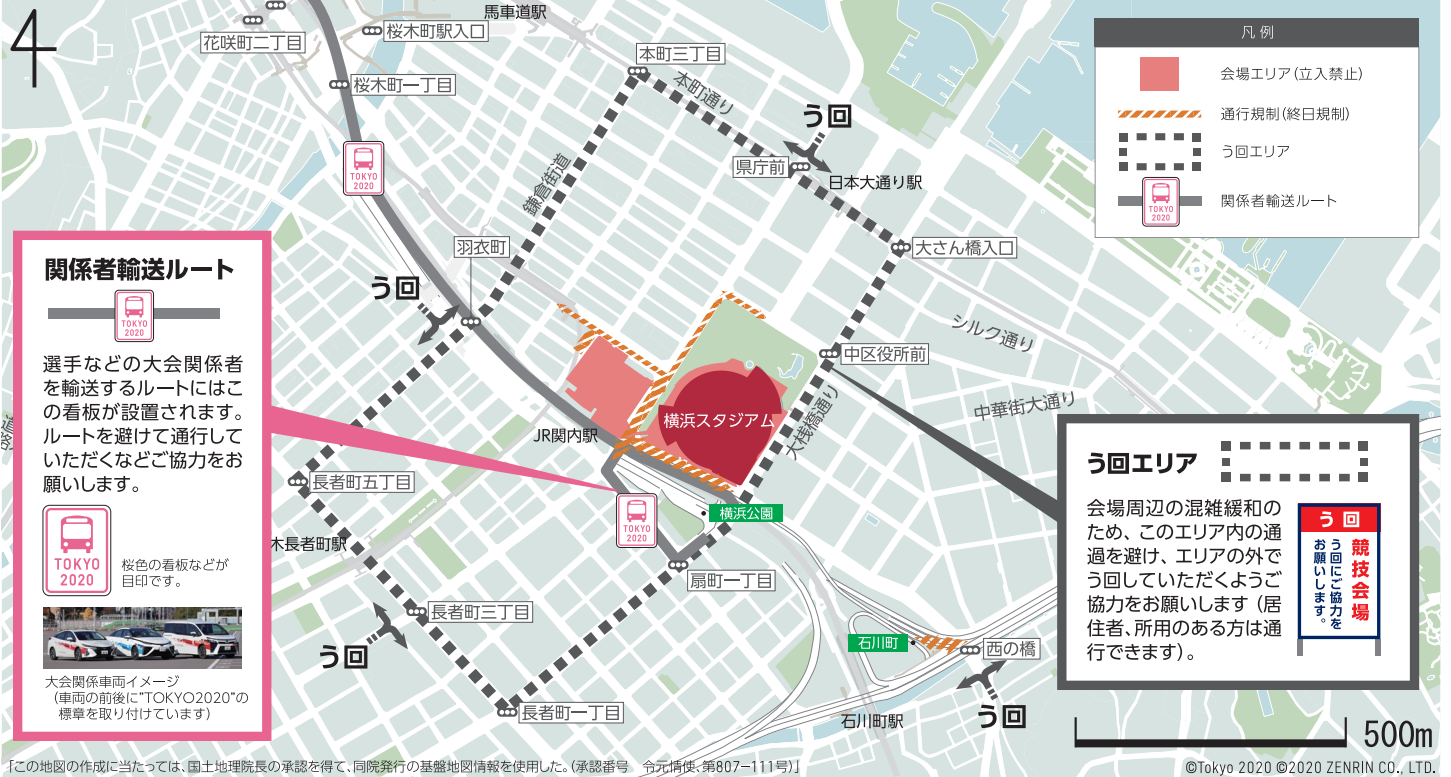 4
馬車道駅
桜木町駅入口
花咲町二丁目
本町三丁目
桜木町一丁目
本町通り
う回
TOKYO
2020
県庁前
日本大通り駅
鎌倉街道
羽衣町
大さん橋入口
う回
シルク通り
中区役所前
中華街大通り
横浜スタジアム
大桟橋通り
JR関内駅
長者町五丁目
横浜公園
TOKYO
2020
木長者町駅
扇町一丁目
長者町三丁目
う回
石川町
西の橋
長者町一丁目
石川町駅
う回
道路
凡例
会場エリア(立入禁止)
通行規制(終日規制)
う回エリア
TOKYO
2020
関係者輸送ルート
関係者輸送ルート
TOKYO
2020
選手などの大会関係者
を輸送するルートにはこ
の看板が設置されます。
ルートを避けて通行して
いただくなどご協力をお
願いします。
TOKYO
2020
桜色の看板などが
目印です。
大会関係車両イメージ
(車両の前後に"TOKYO2020"の
標章を取り付けています)
う回エリア
会場周辺の混雑緩和の
ため、このエリア内の通
過を避け、エリアの外で
う回していただくようご
協力をお願いします(居
住者、所用のある方は通
行できます)。
う回
競技会場
う回にご協力を
お願いします。
500m
「この地図の作成に当たっては、国土地理院長の承認を得て、同院発行の基盤地図情報を使用した。(承認番号 令元情使、第807-111号)」
©Tokyo 2020 ©2020 ZENRIN CO., LTD.